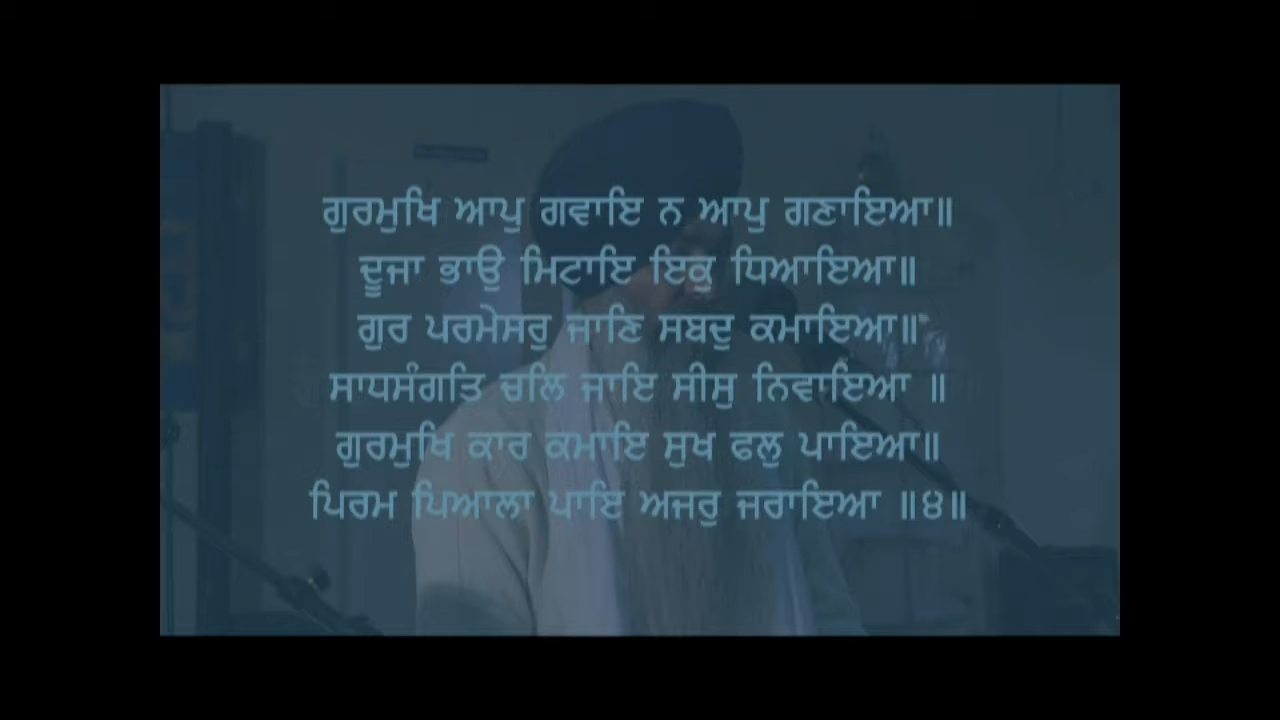 ਗੁਰਮੁਖਿ ਆਪੁ ਗਵਾਇ ਨ ਆਪੁ ਗਣਾਇਆ॥
ਦੂਜਾ ਭਾਉ ਮਿਟਾਇ ਇਕੁ ਧਿਆਇਆ॥
ਗੁਰ ਪਰਮੇਸਰੁ ਜਾਣਿ ਸਬਦੁ ਕਮਾਇਆ॥
ਸਾਧਸੰਗਤਿ ਚਲਿ ਜਾਇ ਸੀਸੁ ਨਿਵਾਇਆ ॥
ਗੁਰਮੁਖਿ ਕਾਰ ਕਮਾਇ ਸੁਖ ਫਲੁ ਪਾਇਆ॥
ਪਿਰਮ ਪਿਆਲਾ ਪਾਇ ਅਜਰੁ ਜਰਾਇਆ ॥੪॥